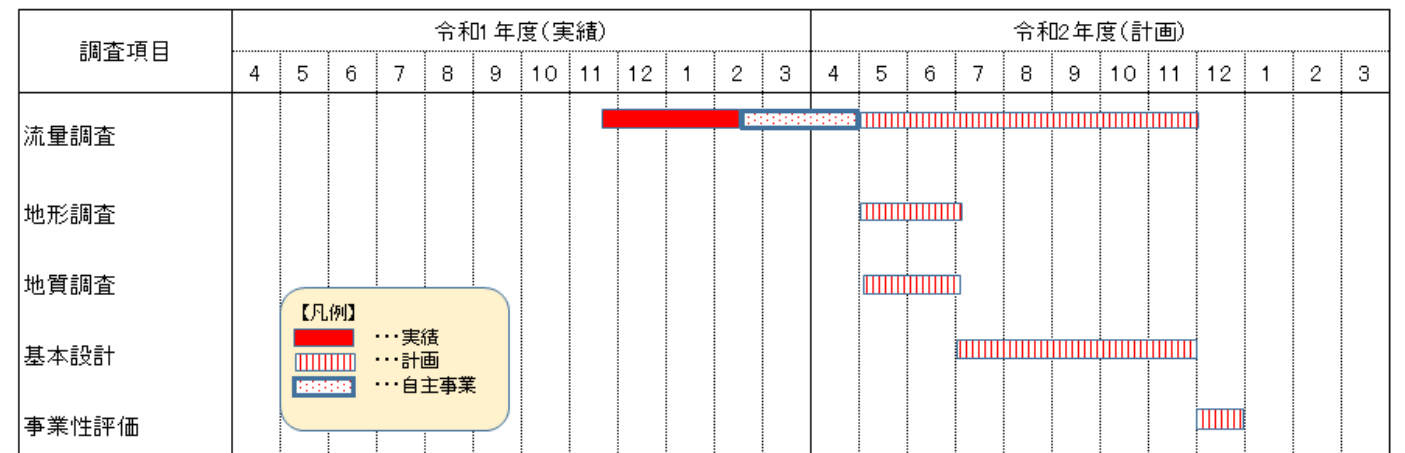 調査項目
令和1年度(実績)
令和2年度(計画)
4 5 6 7 8 9 10 11 12 1 2 3 4 5 6 7 8 9 10 11 12 1 2 3
流量調査
地形調査
地質調査
基本設計
事業性評価
【凡例】
・・・実績
・・・計画
・・・自主事業